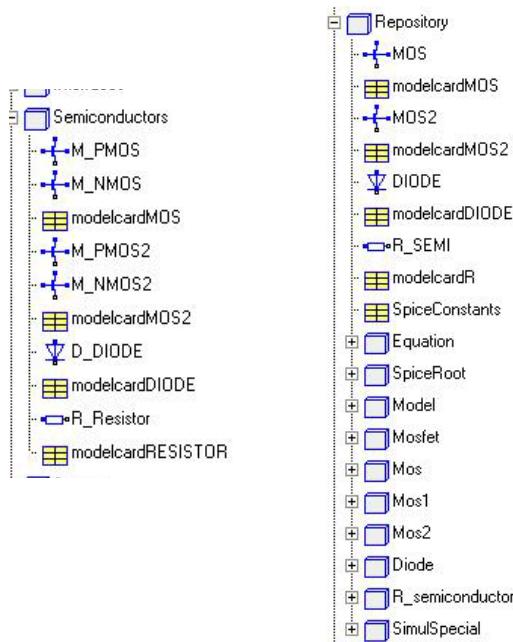 Semiconductors
M_PMOS
M_NMOS
modelcardMOS
M_PMOS2
M_NMOS2
modelcardMOS2
D_DIODE
modelcardDIODE
R_Resistor
modelcardRESISTOR
Repository
MOS
modelcardMOS
MOS2
modelcardMOS2
DIODE
modelcardDIODE
R_SEMI
modelcardR
SpiceConstants
Equation
SpiceRoot
Model
Mosfet
Mos
Mos1
Mos2
Diode
R_semiconductor
SimulSpecial